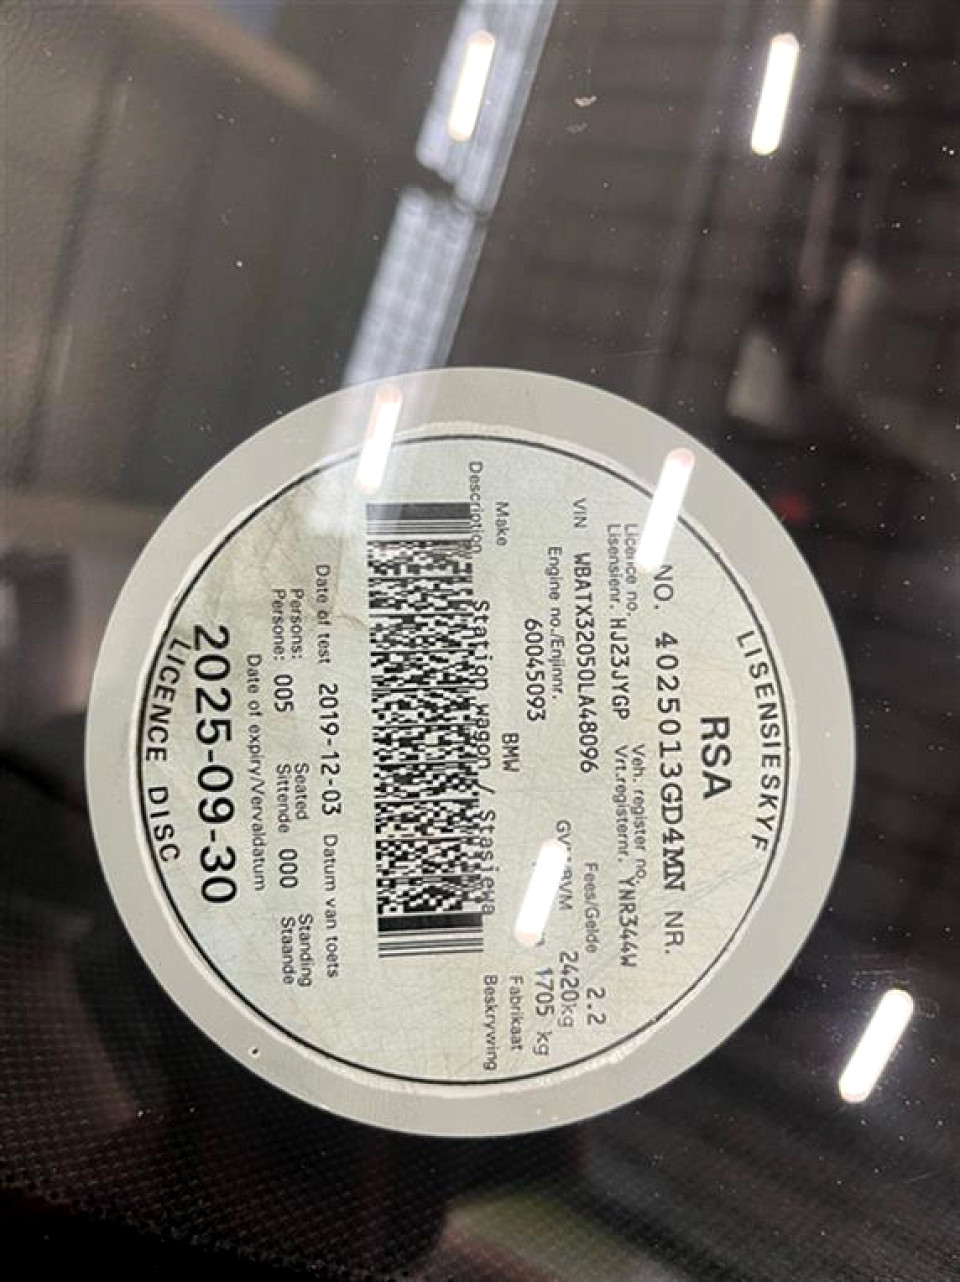 LISENSIESKYF
RSA
NO. 4025013GD4MN NR.
Licence no. Veh. register no.
Lisensienr. HJ23JYGP Vrt.registernr. YNR344W
VIN WBATX32050LA48096 Fees/Gelde 2.2
Engine no./Enjinnr. 2420kg
60045093 1705 kg
Make BMW Fabrikaat
Description Station wagon / Stasiewa Beskrywing
Date of test 2019-12-03 Datum van toets
Persons: Seated Standing
Persone: 005 Sittende 000 Staande
Date of expiry/Vervaldatum
2025-09-30
LICENCE DISC